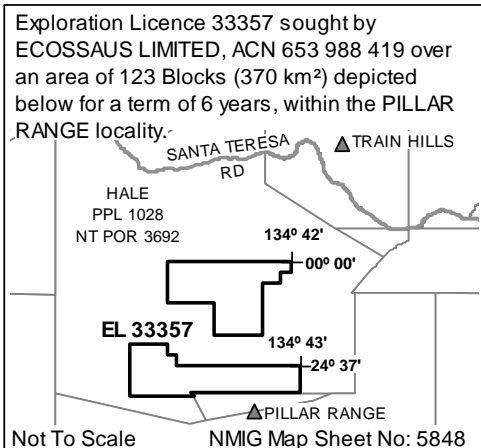 Exploration Licence 33357 sought by
ECOSSAUS LIMITED, ACN 653 988 419 over
an area of 123 Blocks (370 km²) depicted
below for a term of 6 years, within the PILLAR
RANGE locality.
SANTA TERESA
RD
TRAIN HILLS
HALE
PPL 1028
NT POR 3692
134º 42'
00º 00'
EL 33357
134º 43'
24º 37'
PILLAR RANGE
Not To Scale
NMIG Map Sheet No: 5848